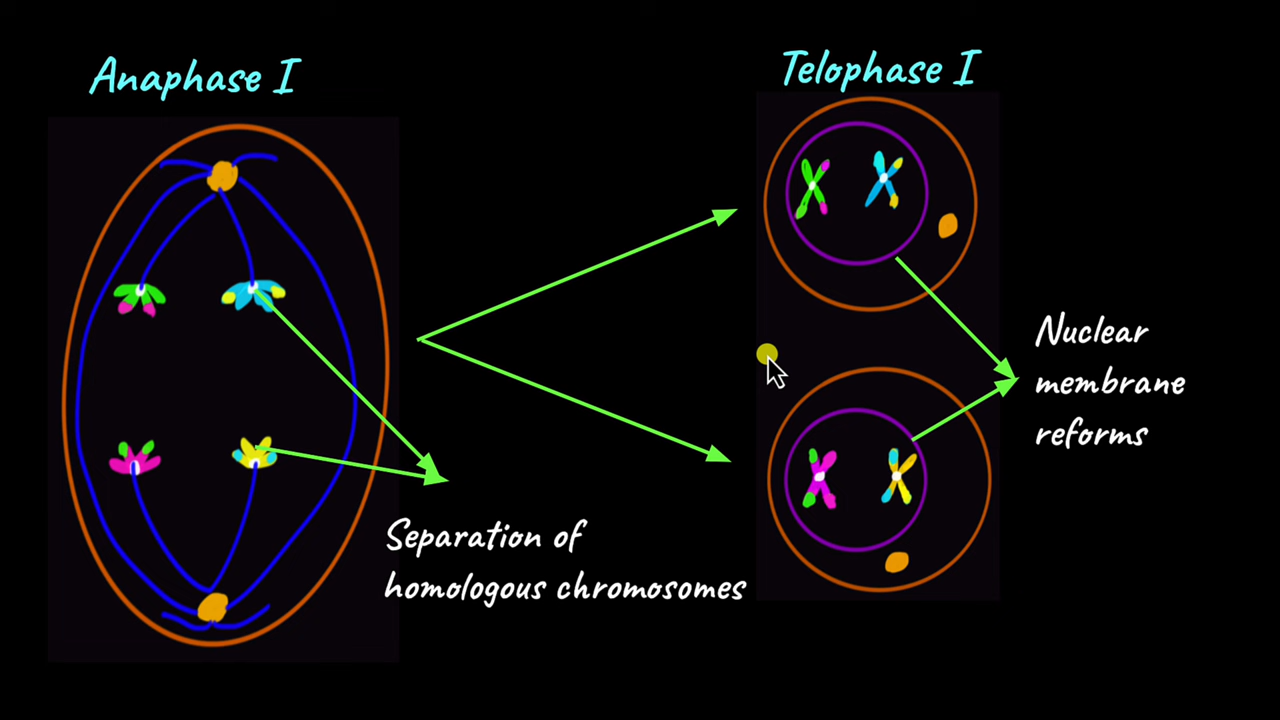 Anaphase I
Telophase I
Nuclear
membrane
reforms
Separation of
homologous chromosomes